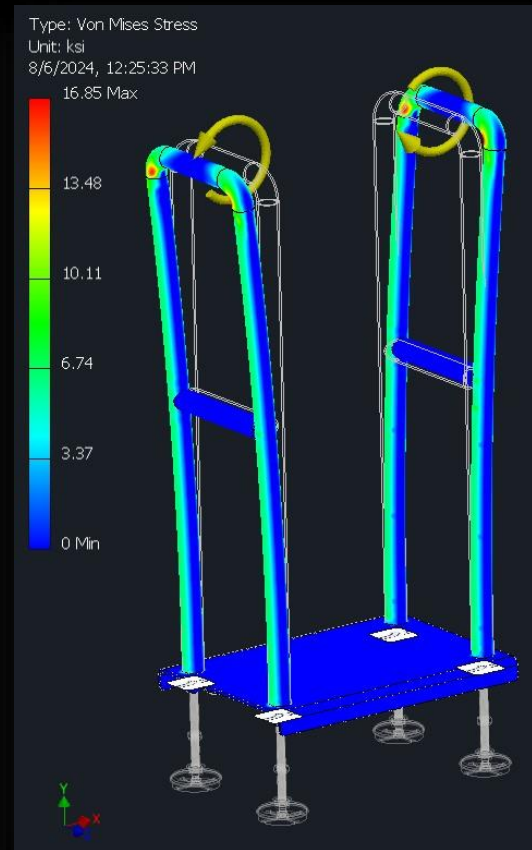 Type: Von Mises Stress
Unit: ksi
8/6/2024, 12:25:33 PM
16.85 Max
13.48
10.11
6.74
3.37
0 Min
Y
X